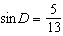 sin D = 5/13